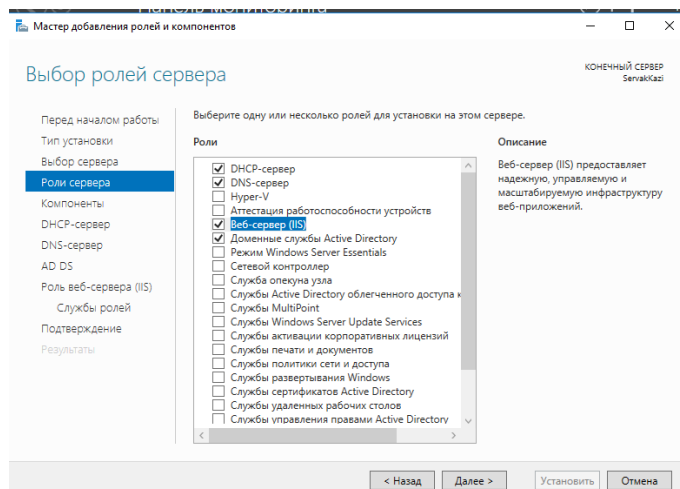 Мастер добавления ролей и компонентов
Выбор ролей сервера
КОНЕЧНЫЙ СЕРВЕР
ServakKazi
Перед началом работы
Тип установки
Выбор сервера
Роли сервера
Компоненты
DHCP-сервер
DNS-сервер
AD DS
Роль веб-сервера (IIS)
Службы ролей
Подтверждение
Результаты
Выберите одну или несколько ролей для установки на этом сервере.
Роли
DHCP-сервер
DNS-сервер
Hyper-V
Аттестация работоспособности устройств
Веб-сервер (IIS)
Доменные службы Active Directory
Режим Windows Server Essentials
Сетевой контроллер
Служба опекуна узла
Службы Active Directory облегченного доступа к
Службы MultiPoint
Службы Windows Server Update Services
Службы активации корпоративных лицензий
Службы печати и документов
Службы политики сети и доступа
Службы развертывания Windows
Службы сертификатов Active Directory
Службы удаленных рабочих столов
Службы управления правами Active Directory
Описание
Веб-сервер (IIS) предоставляет
надежную, управляемую и
масштабируемую инфраструктуру
веб-приложений.
< Назад
Далее >
Установить
Отмена